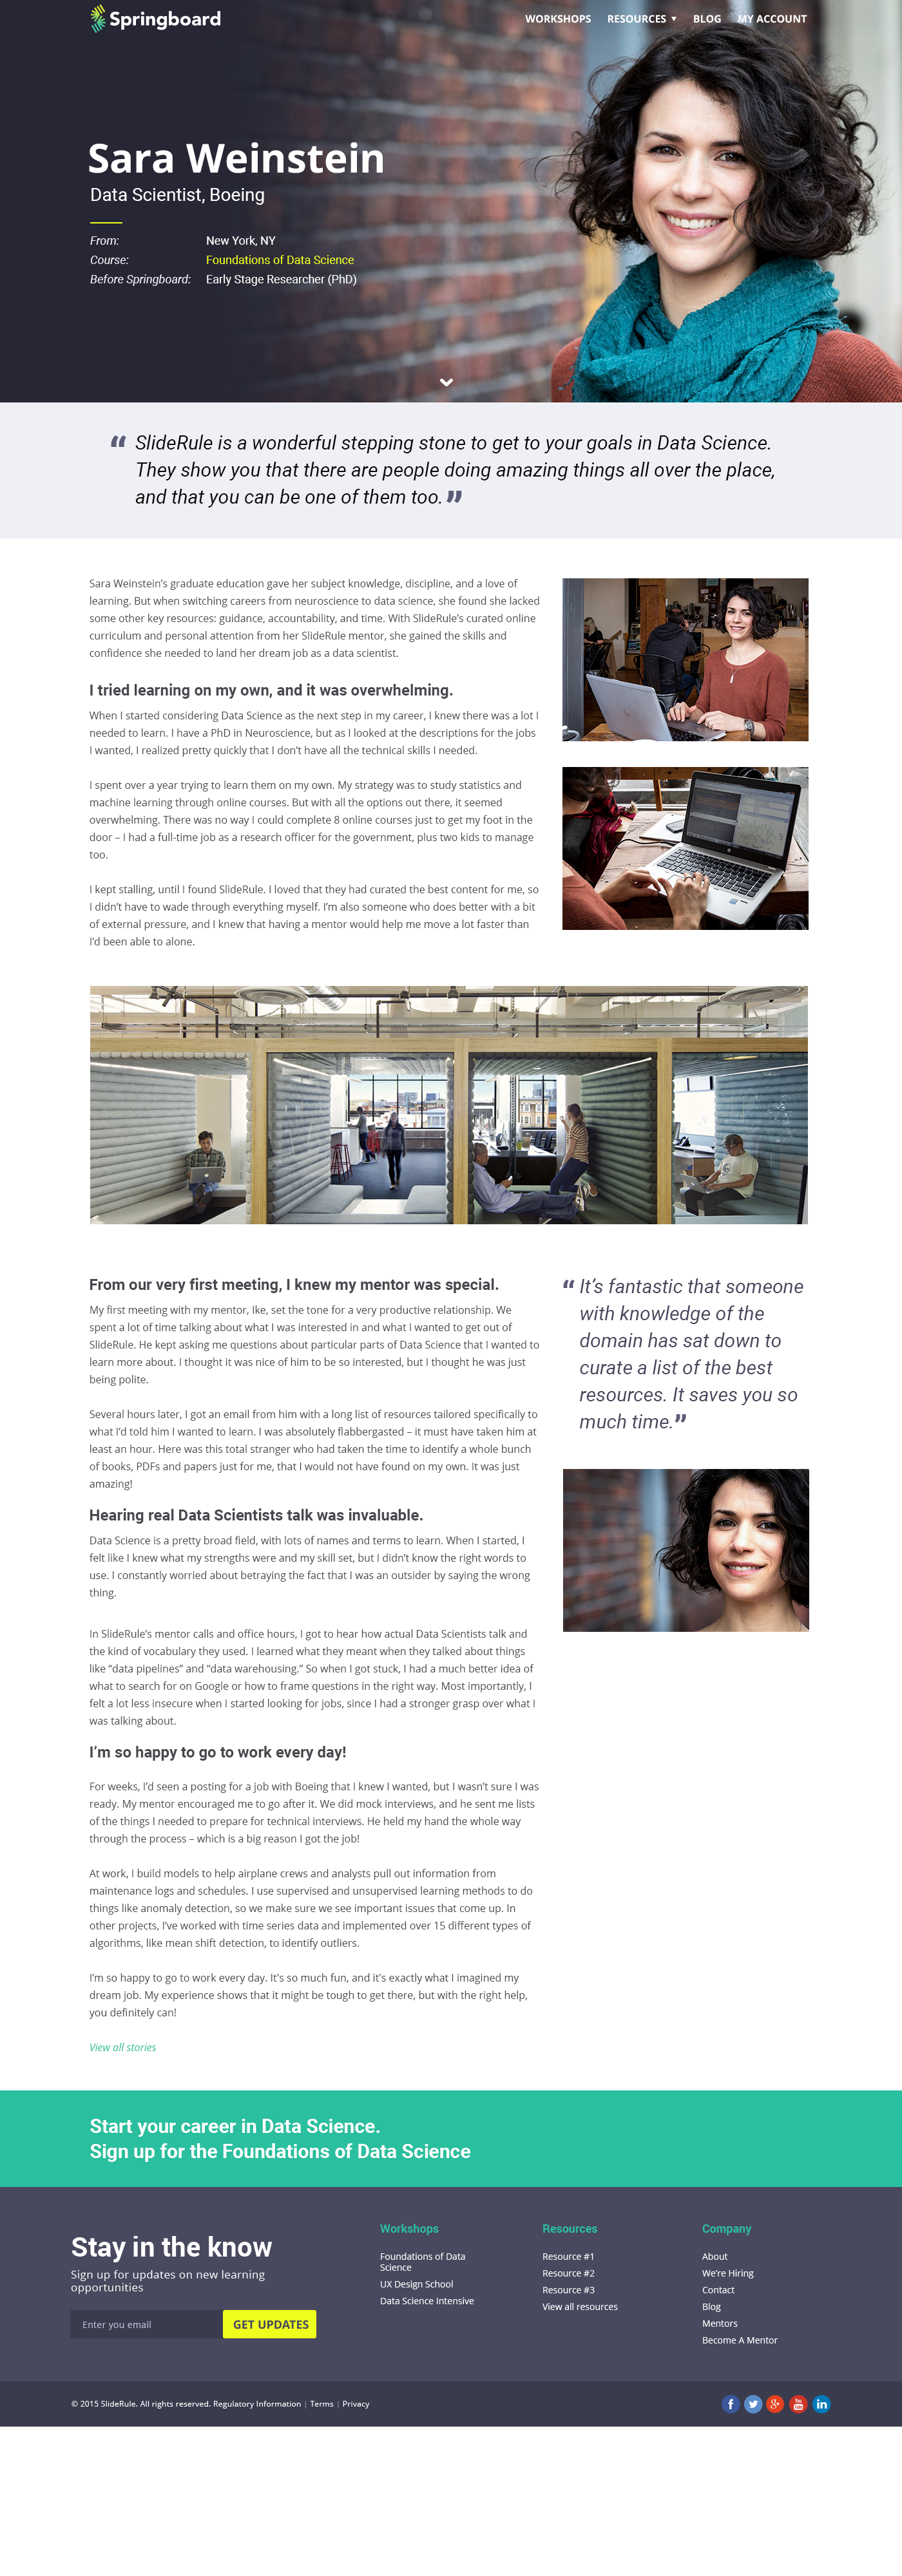 Springboard
WORKSHOPS RESOURCES ▼ BLOG MY ACCOUNT
Sara Weinstein
Data Scientist, Boeing
From: New York, NY
Course: Foundations of Data Science
Before Springboard: Early Stage Researcher (PhD)
“ SlideRule is a wonderful stepping stone to get to your goals in Data Science.
They show you that there are people doing amazing things all over the place,
and that you can be one of them too. ”
Sara Weinstein’s graduate education gave her subject knowledge, discipline, and a love of
learning. But when switching careers from neuroscience to data science, she found she lacked
some other key resources: guidance, accountability, and time. With SlideRule’s curated online
curriculum and personal attention from her SlideRule mentor, she gained the skills and
confidence she needed to land her dream job as a data scientist.
I tried learning on my own, and it was overwhelming.
When I started considering Data Science as the next step in my career, I knew there was a lot I
needed to learn. I have a PhD in Neuroscience, but as I looked at the descriptions for the jobs
I wanted, I realized pretty quickly that I don’t have all the technical skills I needed.
I spent over a year trying to learn them on my own. My strategy was to study statistics and
machine learning through online courses. But with all the options out there, it seemed
overwhelming. There was no way I could complete 8 online courses just to get my foot in the
door – I had a full-time job as a research officer for the government, plus two kids to manage
too.
I kept stalling, until I found SlideRule. I loved that they had curated the best content for me, so
I didn’t have to wade through everything myself. I’m also someone who does better with a bit
of external pressure, and I knew that having a mentor would help me move a lot faster than
I’d been able to alone.
From our very first meeting, I knew my mentor was special.
My first meeting with my mentor, Ike, set the tone for a very productive relationship. We
spent a lot of time talking about what I was interested in and what I wanted to get out of
SlideRule. He kept asking me questions about particular parts of Data Science that I wanted to
learn more about. I thought it was nice of him to be so interested, but I thought he was just
being polite.
Several hours later, I got an email from him with a long list of resources tailored specifically to
what I’d told him I wanted to learn. I was absolutely flabbergasted – it must have taken him at
least an hour. Here was this total stranger who had taken the time to identify a whole bunch
of books, PDFs and papers just for me, that I would not have found on my own. It was just
amazing!
Hearing real Data Scientists talk was invaluable.
Data Science is a pretty broad field, with lots of names and terms to learn. When I started, I
felt like I knew what my strengths were and my skill set, but I didn’t know the right words to
use. I constantly worried about betraying the fact that I was an outsider by saying the wrong
thing.
In SlideRule’s mentor calls and office hours, I got to hear how actual Data Scientists talk and
the kind of vocabulary they used. I learned what they meant when they talked about things
like “data pipelines” and “data warehousing.” So when I got stuck, I had a much better idea of
what to search for on Google or how to frame questions in the right way. Most importantly, I
felt a lot less insecure when I started looking for jobs, since I had a stronger grasp over what I
was talking about.
I’m so happy to go to work every day!
For weeks, I’d seen a posting for a job with Boeing that I knew I wanted, but I wasn’t sure I was
ready. My mentor encouraged me to go after it. We did mock interviews, and he sent me lists
of the things I needed to prepare for technical interviews. He held my hand the whole way
through the process – which is a big reason I got the job!
At work, I build models to help airplane crews and analysts pull out information from
maintenance logs and schedules. I use supervised and unsupervised learning methods to do
things like anomaly detection, so we make sure we see important issues that come up. In
other projects, I’ve worked with time series data and implemented over 15 different types of
algorithms, like mean shift detection, to identify outliers.
I'm so happy to go to work every day. It's so much fun, and it's exactly what I imagined my
dream job. My experience shows that it might be tough to get there, but with the right help,
you definitely can!
View all stories
“ It’s fantastic that someone
with knowledge of the
domain has sat down to
curate a list of the best
resources. It saves you so
much time.”
Start your career in Data Science.
Sign up for the Foundations of Data Science
Stay in the know
Sign up for updates on new learning
opportunities
Enter you email GET UPDATES
Workshops
Foundations of Data
Science
UX Design School
Data Science Intensive
Resources
Resource #1
Resource #2
Resource #3
View all resources
Company
About
We’re Hiring
Contact
Blog
Mentors
Become A Mentor
© 2015 SlideRule. All rights reserved. Regulatory Information | Terms | Privacy